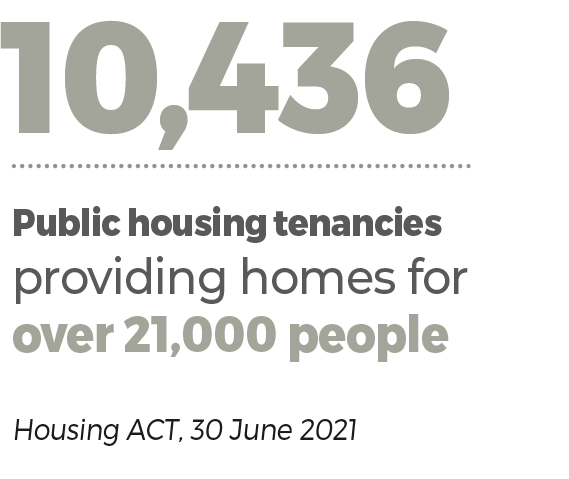 10,436
Public housing tenancies
providing homes for
over 21,000 people
Housing ACT, 30 June 2021